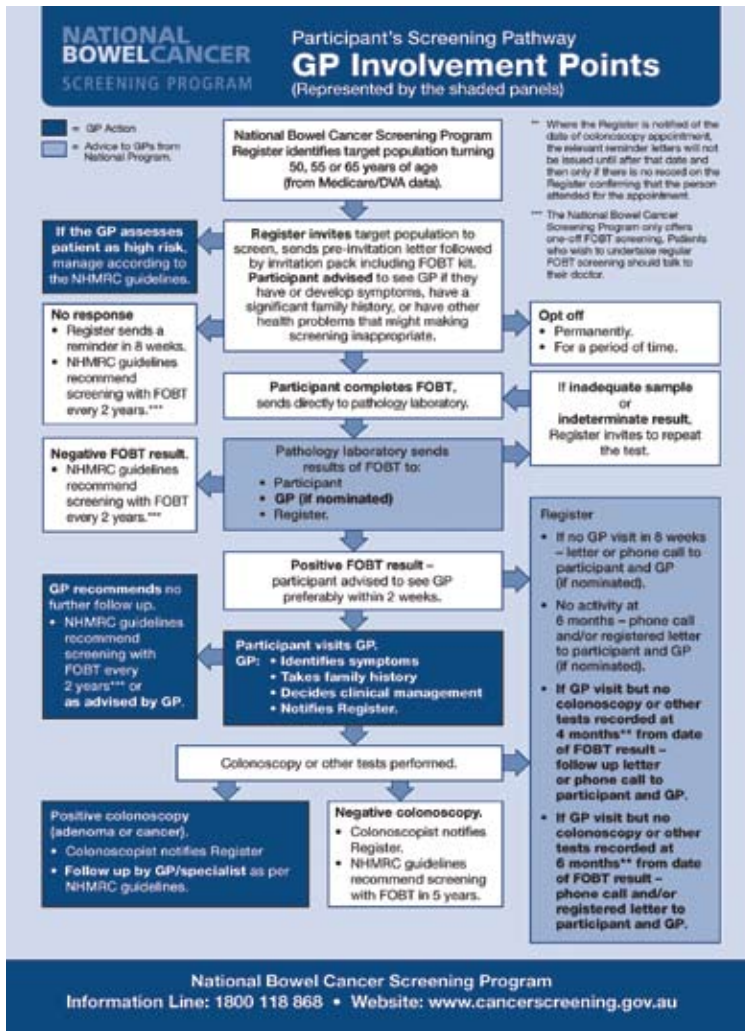 NATIONAL
BOWELCANCER
SCREENING PROGRAM
Participant's Screening Pathway
GP Involvement Points
(Represented by the shaded panels)
= GP Action
= Advice to GPs from
National Program.
National Bowel Cancer Screening Program
Register identifies target population turning
50, 55 or 65 years of age
(from Medicare/DVA data).
** Where the Register is notified of the
date of colonoscopy appointment,
the relevant reminder letters will not
be issued until after that date and
then only if there is no record on the
Register confirming that the person
attended for the appointment.
*** The National Bowel Cancer
Screening Program only offers
one-off FOBT screening. Patients
who wish to undertake regular
FOBT screening should talk to
their doctor.
If the GP assesses
patient as high risk,
manage according to
the NHMRC guidelines.
Register invites target population to
screen, sends pre-invitation letter followed
by invitation pack including FOBT kit.
Participant advised to see GP if they
have or develop symptoms, have a
significant family history, or have other
health problems that might making
screening inappropriate.
No response
• Register sends a
reminder in 8 weeks.
• NHMRC guidelines
recommend
screening with FOBT
every 2 years.***
Opt off
• Permanently.
• For a period of time.
Participant completes FOBT,
sends directly to pathology laboratory.
If inadequate sample
or
indeterminate result,
Register invites to repeat
the test.
Negative FOBT result.
• NHMRC guidelines
recommend
screening with FOBT
every 2 years.***
Pathology laboratory sends
results of FOBT to:
• Participant
• GP (if nominated)
• Register.
Positive FOBT result –
participant advised to see GP
preferably within 2 weeks.
Register
• If no GP visit in 8 weeks
– letter or phone call to
participant and GP
(if nominated).
• No activity at
6 months – phone call
and/or registered letter
to participant and GP
(if nominated).
• If GP visit but no
colonoscopy or other
tests recorded at
4 months** from date
of FOBT result –
follow up letter
or phone call to
participant and GP.
• If GP visit but no
colonoscopy or other
tests recorded at
6 months** from date
of FOBT result –
phone call and/or
registered letter to
participant and GP.
GP recommends no
further follow up.
• NHMRC guidelines
recommend
screening with
FOBT every
2 years*** or
as advised by GP.
Participant visits GP.
GP: • Identifies symptoms
• Takes family history
• Decides clinical management
• Notifies Register.
Colonoscopy or other tests performed.
Positive colonoscopy
(adenoma or cancer).
• Colonoscopist notifies Register
• Follow up by GP/specialist as per
NHMRC guidelines.
Negative colonoscopy.
• Colonoscopist notifies
Register.
• NHMRC guidelines
recommend screening
with FOBT in 5 years.
National Bowel Cancer Screening Program
Information Line: 1800 118 868 • Website: www.cancerscreening.gov.au